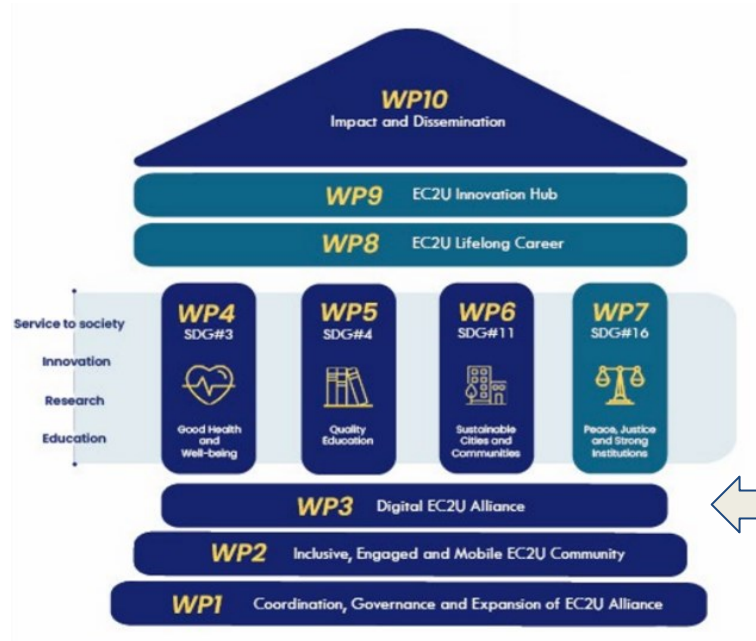 WP10
Impact and Dissemination
WP9 EC2U Innovation Hub
WP8 EC2U Lifelong Career
Service to society
Innovation
Research
Education
WP4
SDG#3
Good Health
and
Well-being
WP5
SDG#4
Quality
Education
WP6
SDG#11
Sustainable
Cities and
Communities
WP7
SDG#16
Peace, Justice
and Strong
Institutions
WP3 Digital EC2U Alliance
WP2 Inclusive, Engaged and Mobile EC2U Community
WP1 Coordination, Governance and Expansion of EC2U Alliance